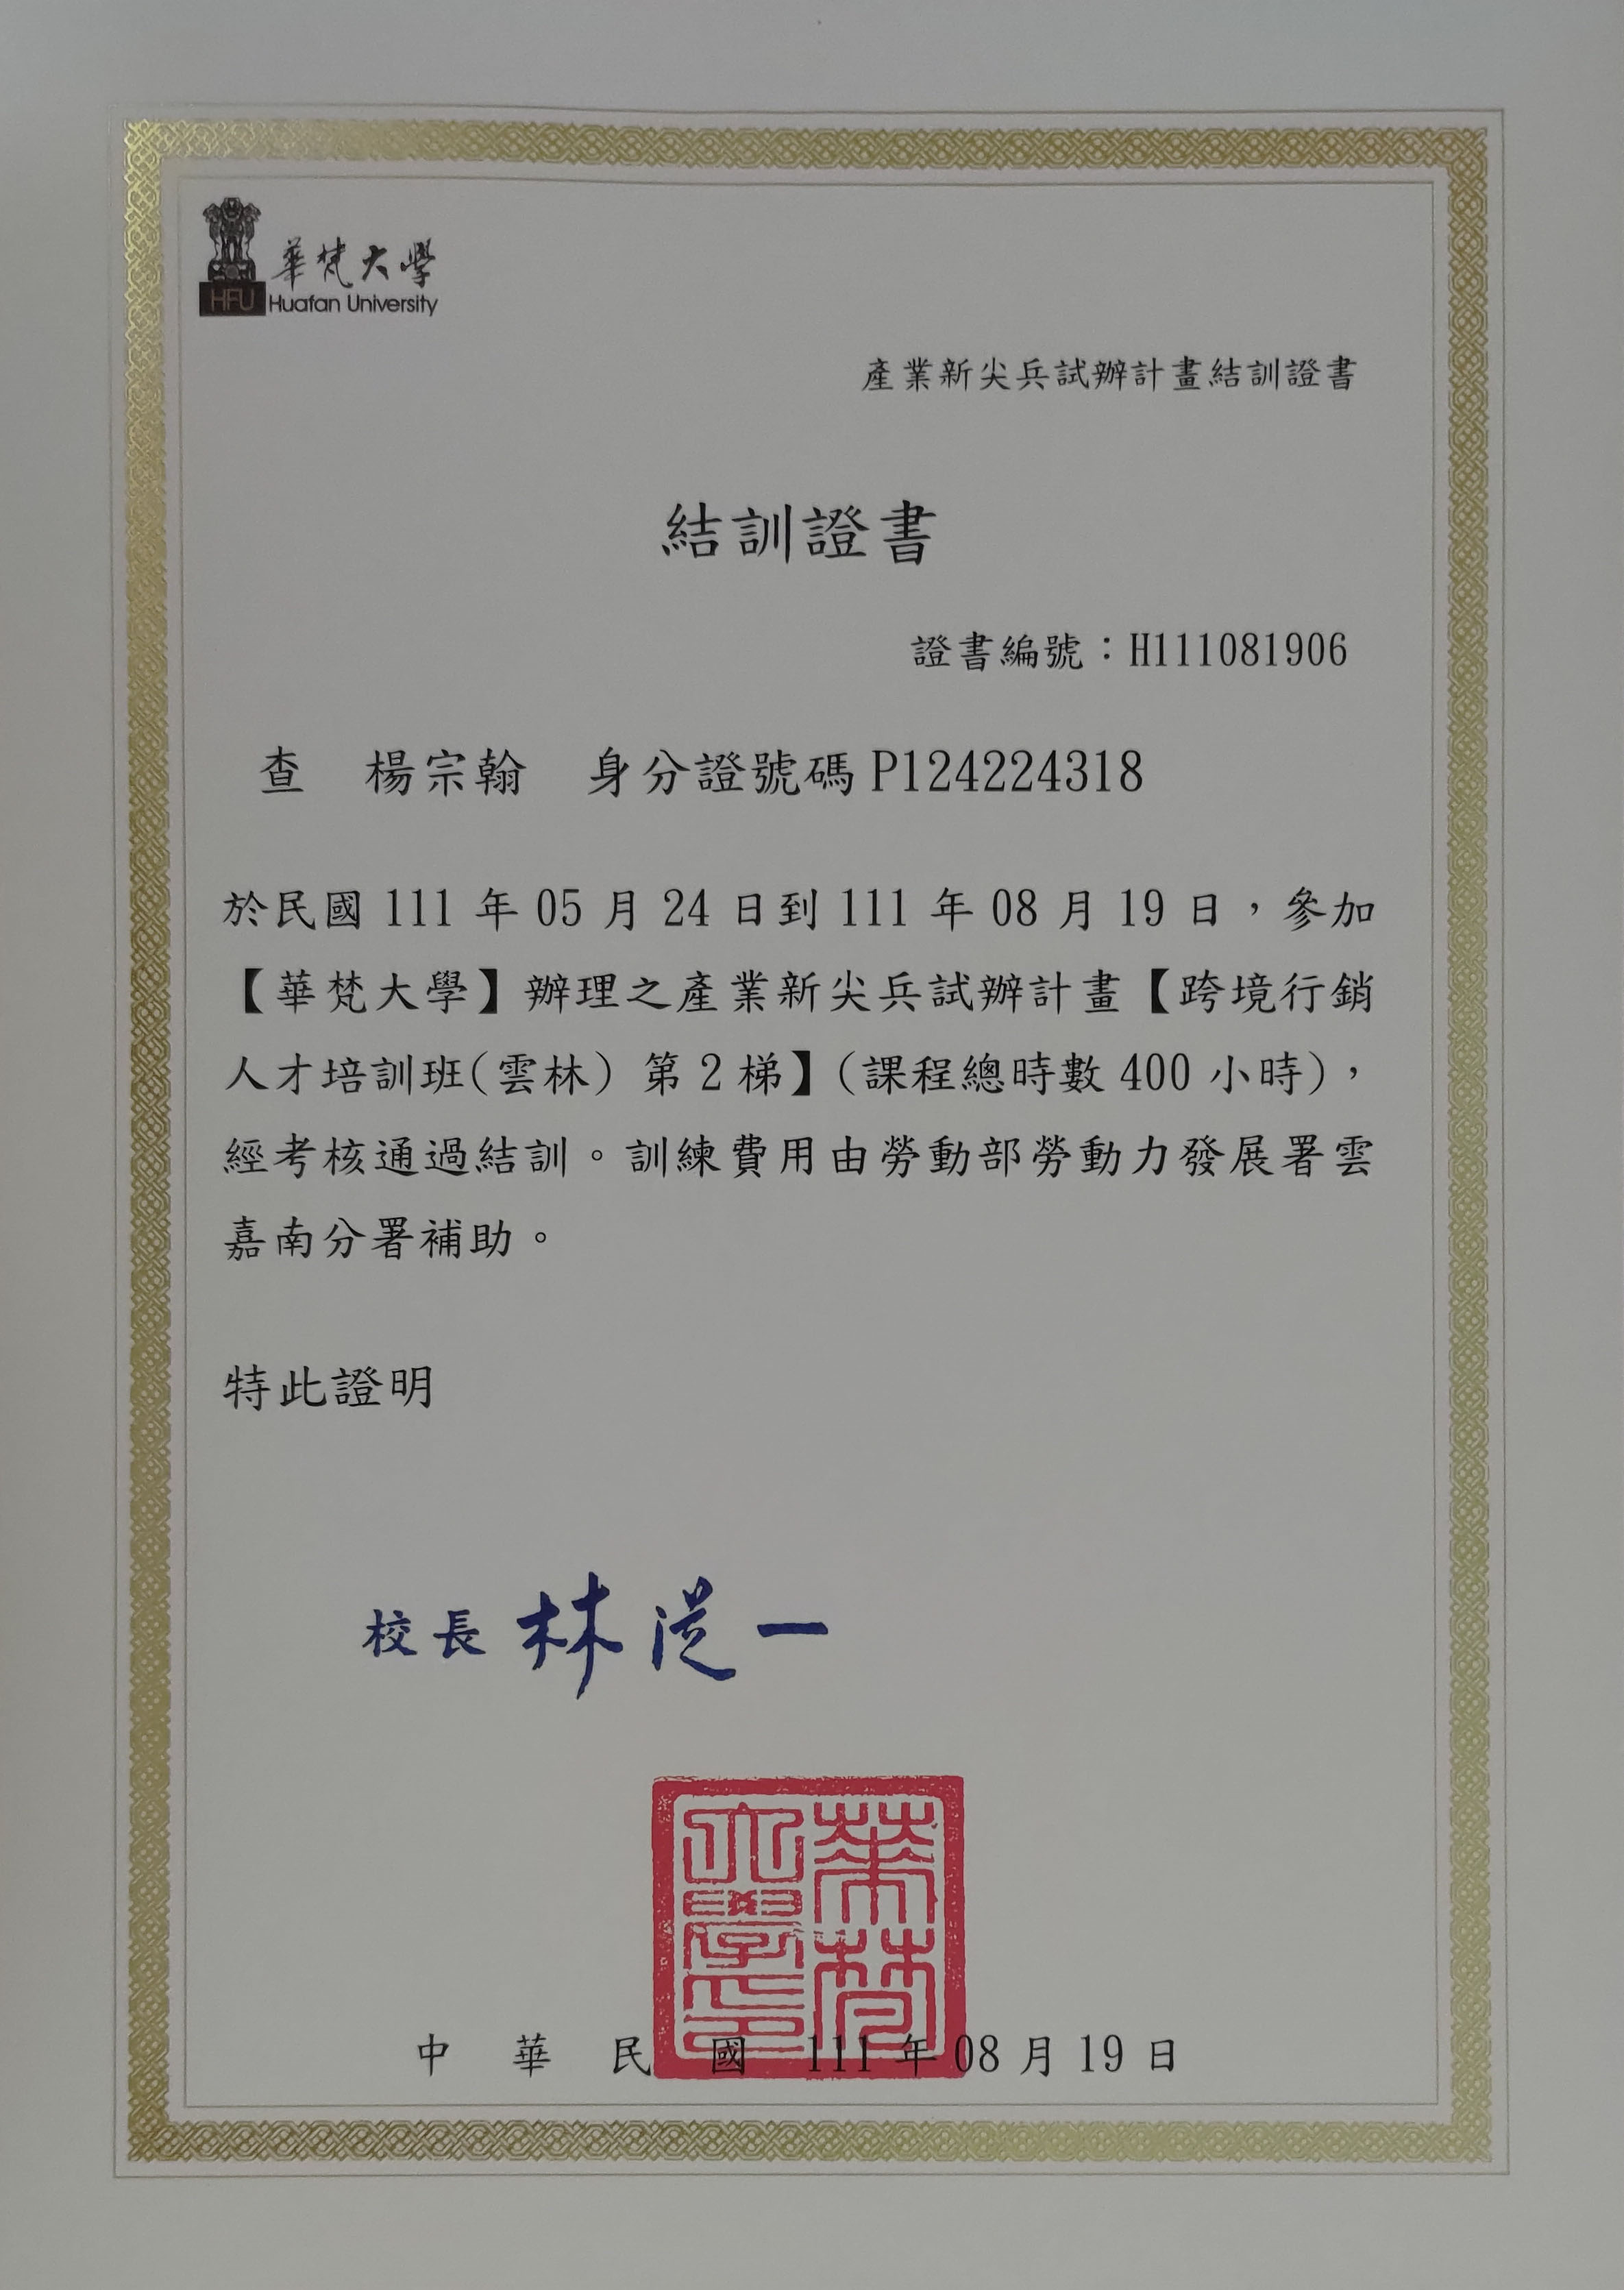 華梵大學
HFU Huafan University
產業新尖兵試辦計畫結訓證書
結訓證書
證書編號：H111081906
查　楊宗翰　身分證號碼 P124224318
於民國 111 年 05 月 24 日到 111 年 08 月 19 日，參加
【華梵大學】辦理之產業新尖兵試辦計畫【跨境行銷
人才培訓班(雲林) 第 2 梯】(課程總時數 400 小時)，
經考核通過結訓。訓練費用由勞動部勞動力發展署雲
嘉南分署補助。
特此證明
校長 林從一
華梵
大學印
中　華　民　國　111 年 08 月 19 日